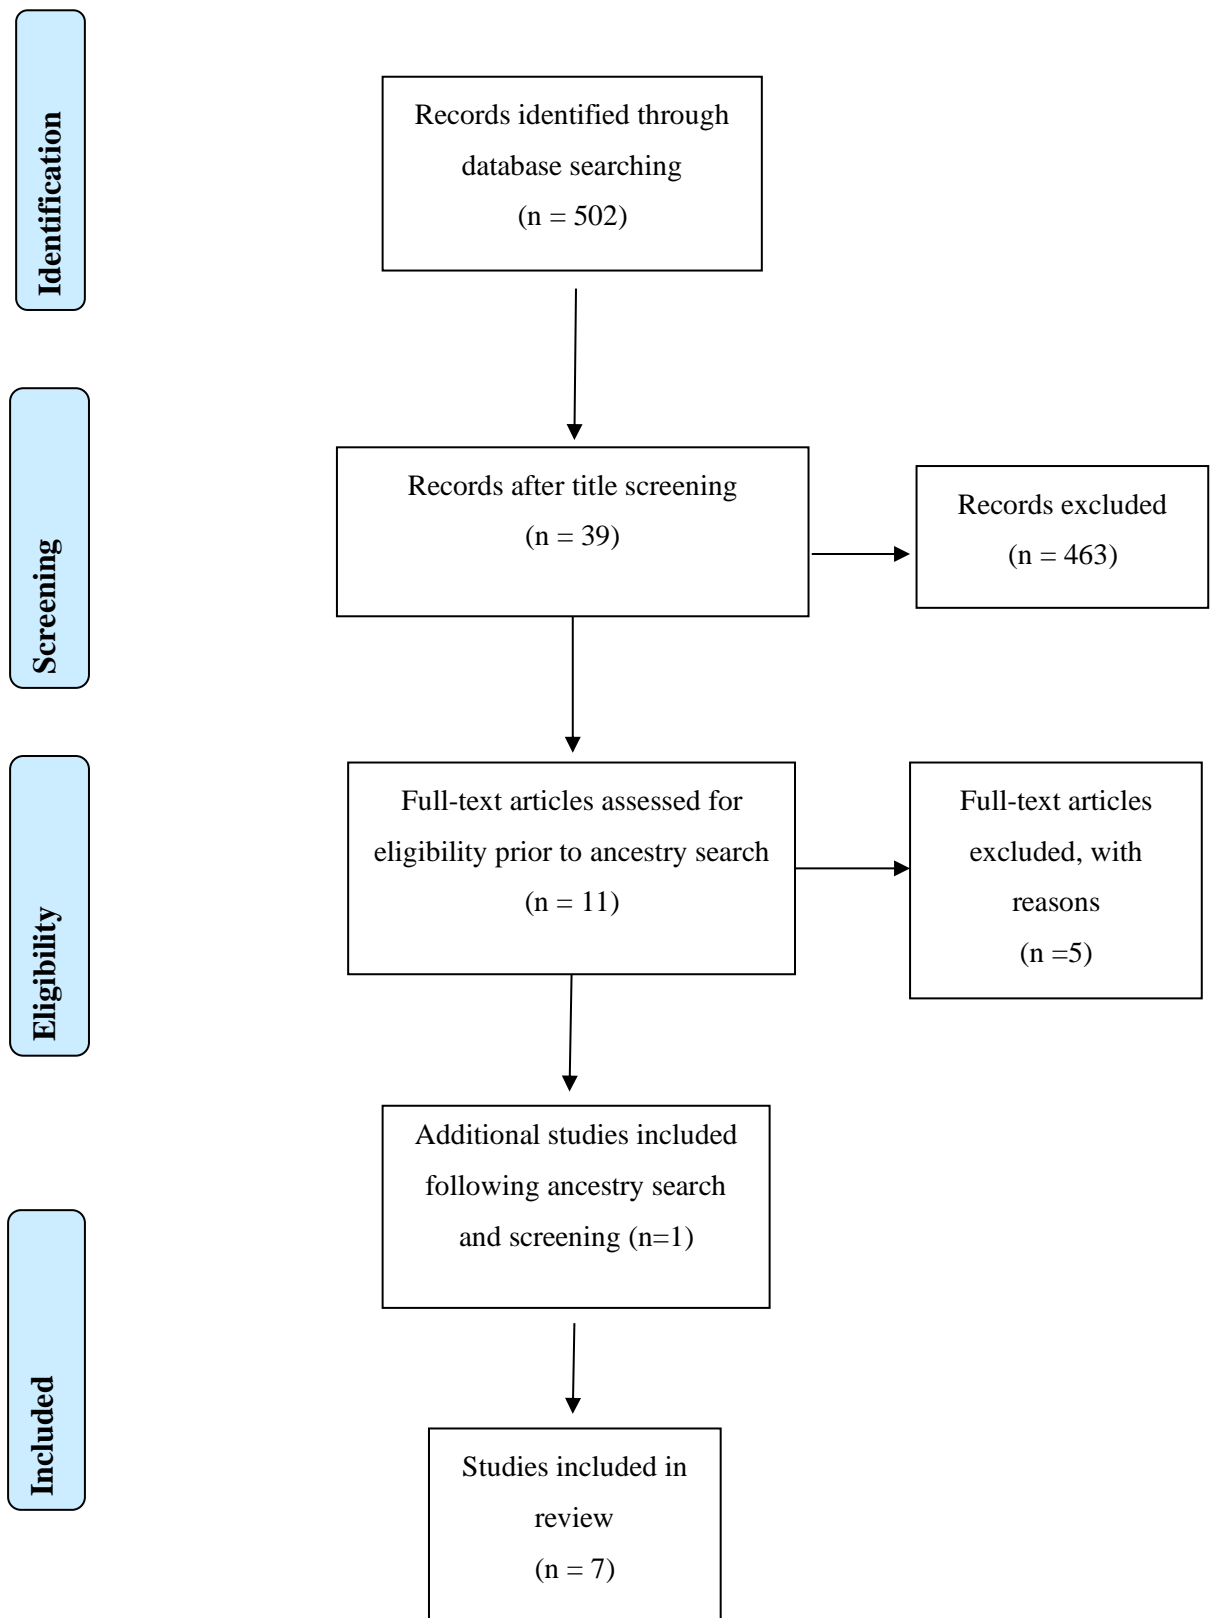 Identification
Records identified through
database searching
(n = 502)
Screening
Records after title screening
(n = 39)
Records excluded
(n = 463)
Eligibility
Full-text articles assessed for
eligibility prior to ancestry search
(n = 11)
Full-text articles
excluded, with
reasons
(n =5)
Additional studies included
following ancestry search
and screening (n=1)
Included
Studies included in
review
(n = 7)